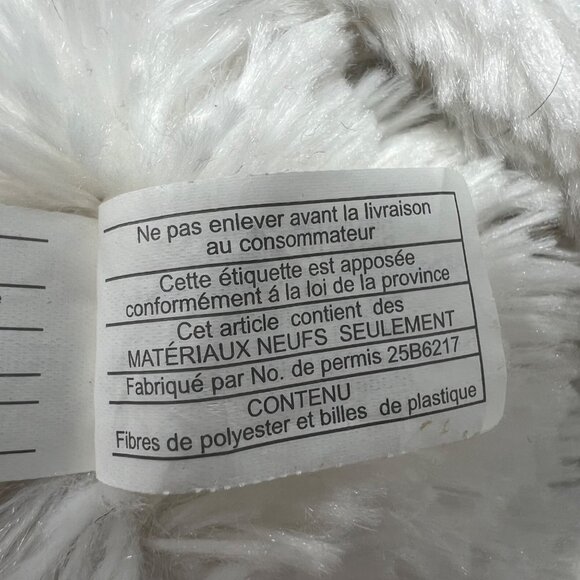 Ne pas enlever avant la livraison
au consommateur
Cette étiquette est apposée
conformément á la loi de la province
Cet article contient des
MATÉRIAUX NEUFS SEULEMENT
Fabriqué par No. de permis 25B6217
CONTENU
Fibres de polyester et billes de plastique